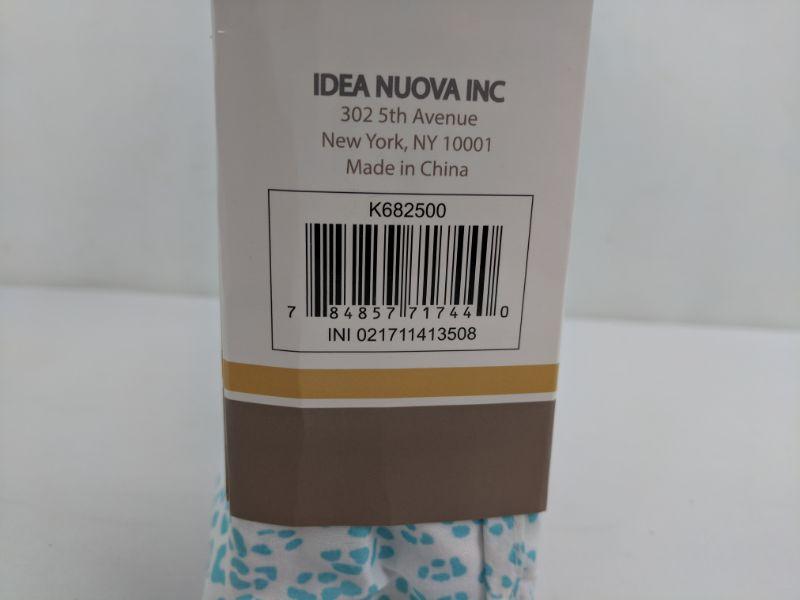 IDEA NUOVA INC
302 5th Avenue
New York, NY 10001
Made in China
K682500
7 84857 71744 0
INI 021711413508